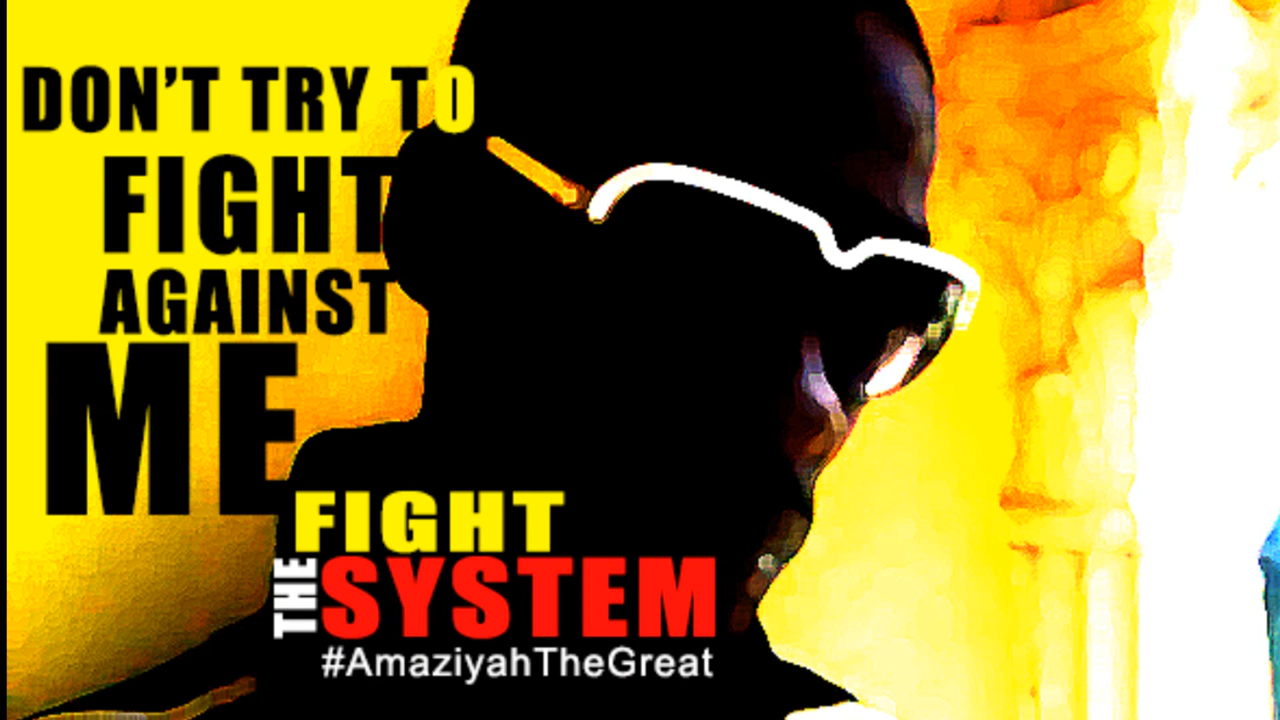 DON'T TRY TO
FIGHT
AGAINST
ME
FIGHT
THE SYSTEM
#AmaziyahTheGreat